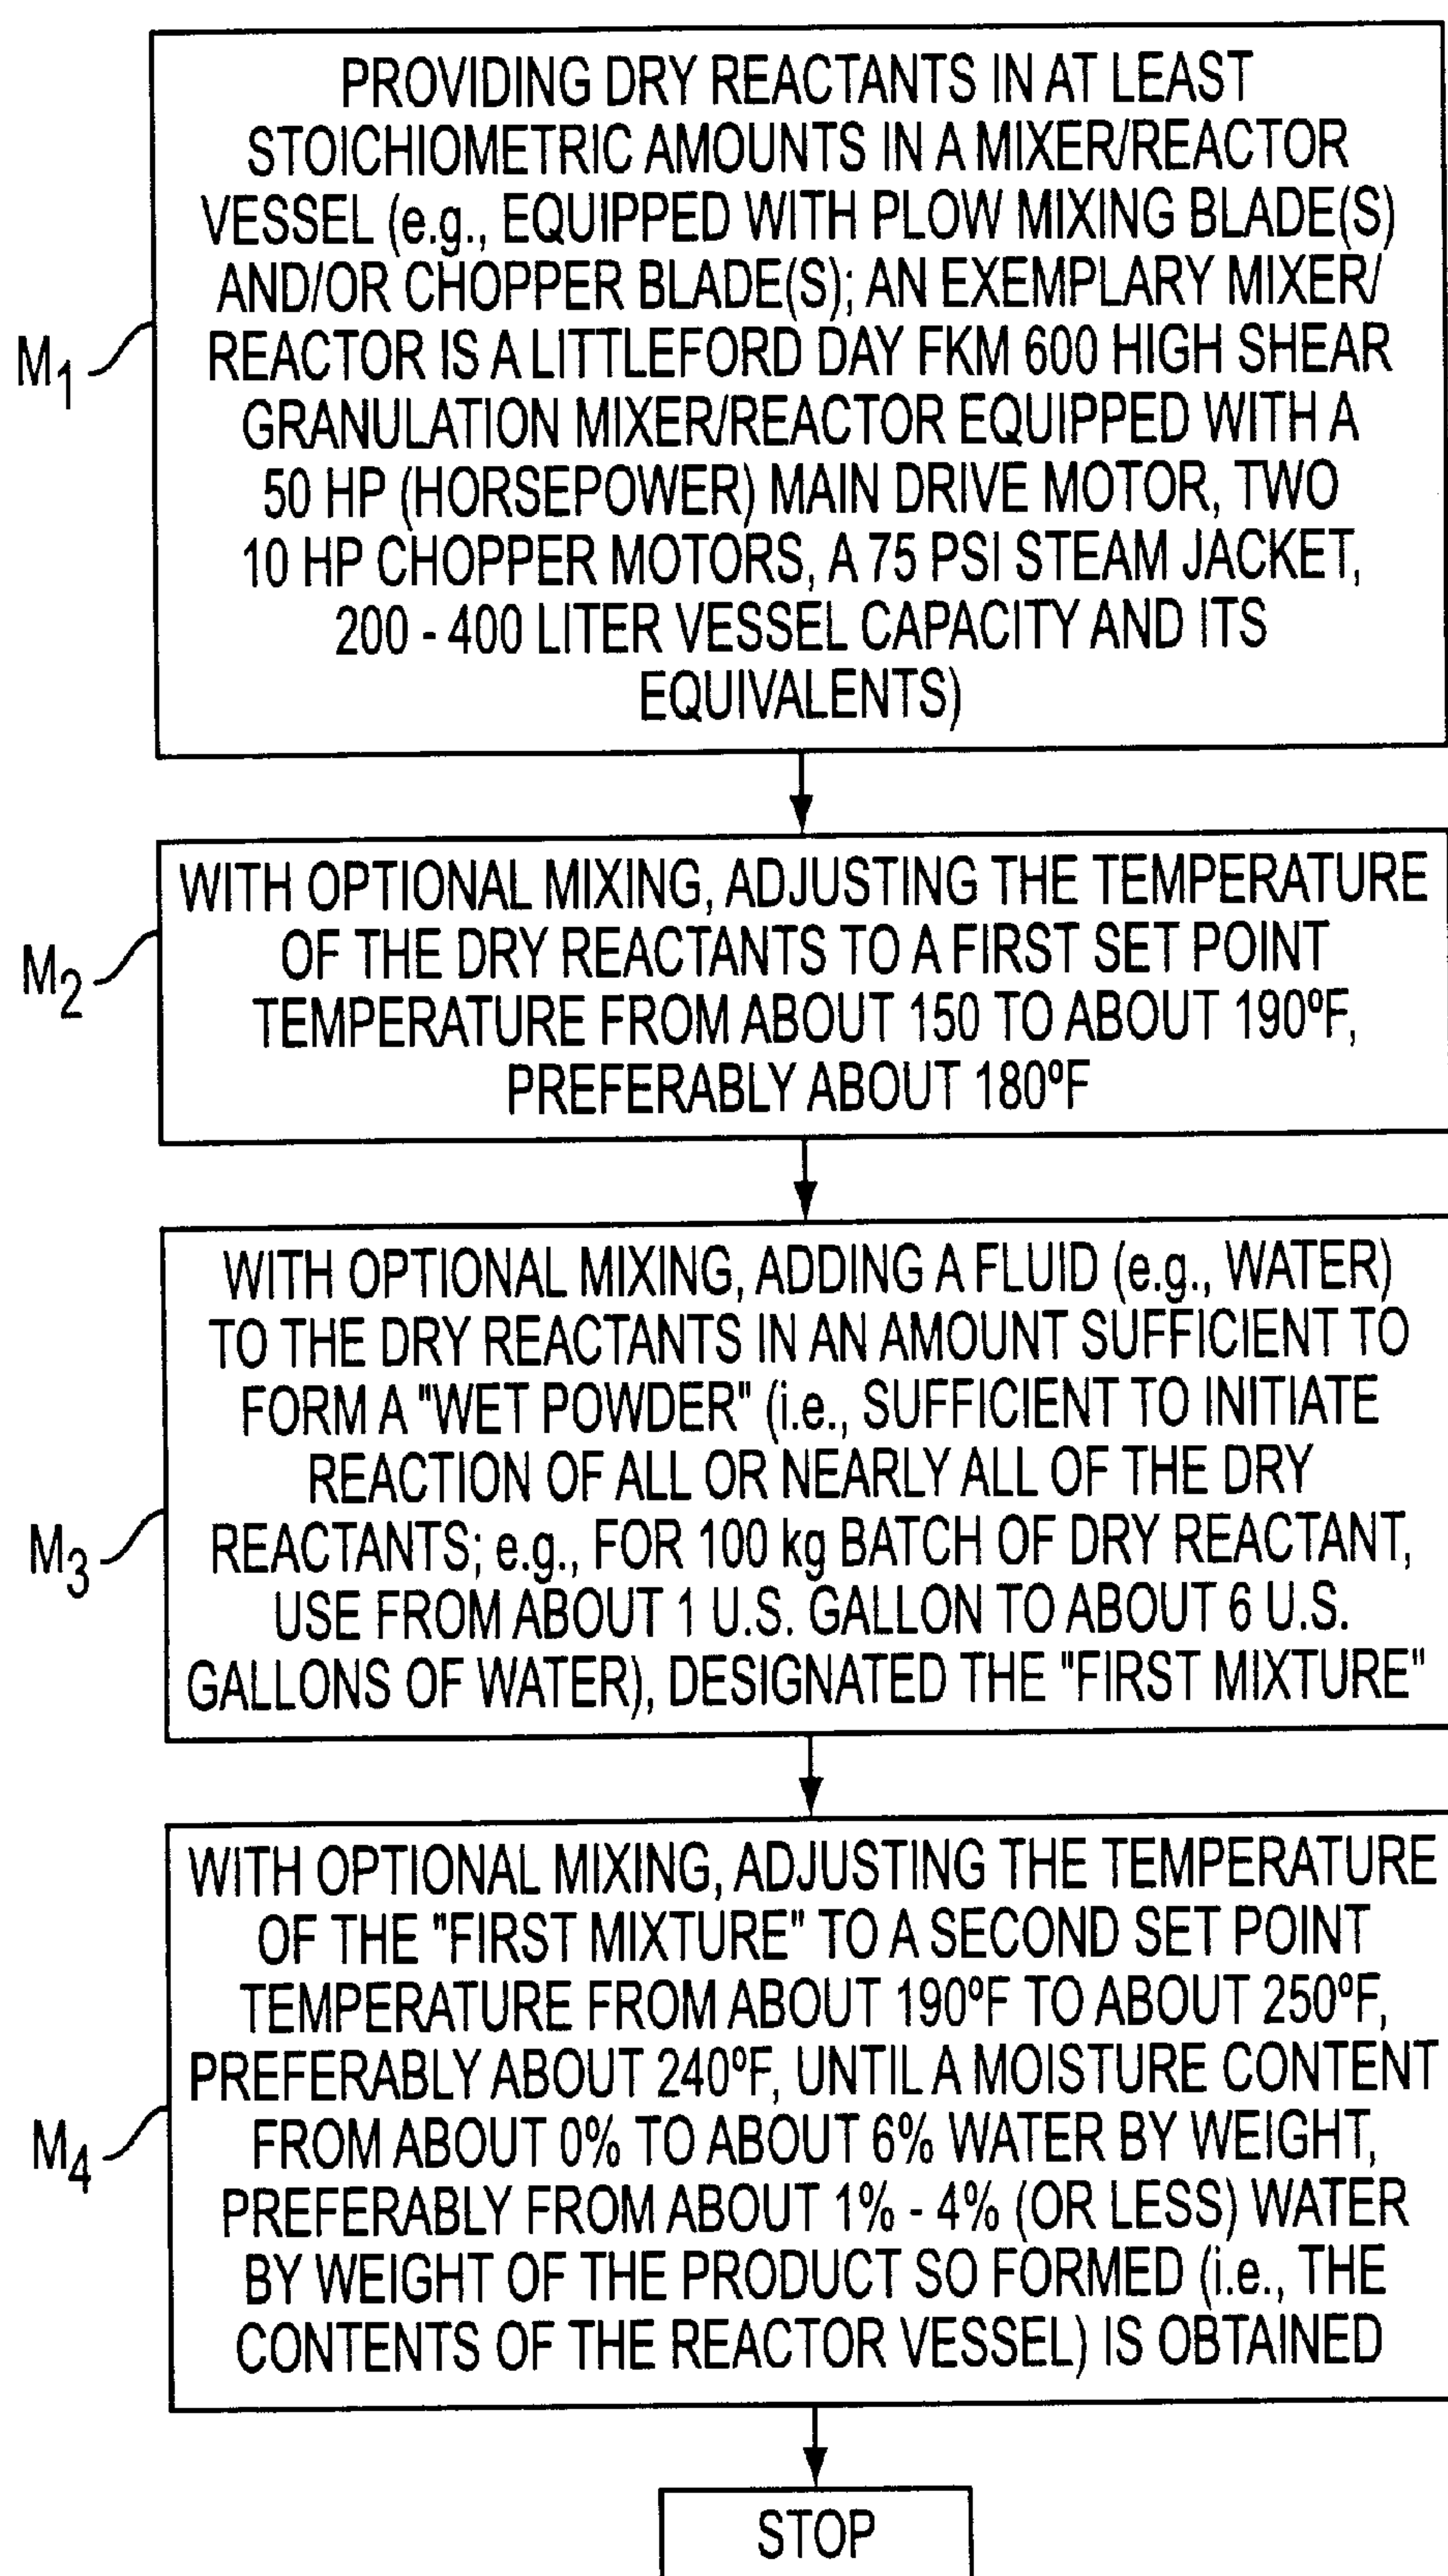 PROVIDING DRY REACTANTS IN AT LEAST
STOICHIOMETRIC AMOUNTS IN A MIXER/REACTOR
VESSEL (e.g., EQUIPPED WITH PLOW MIXING BLADE(S)
AND/OR CHOPPER BLADE(S); AN EXEMPLARY MIXER/
REACTOR IS A LITTLEFORD DAY FKM 600 HIGH SHEAR
GRANULATION MIXER/REACTOR EQUIPPED WITH A
50 HP (HORSEPOWER) MAIN DRIVE MOTOR, TWO
10 HP CHOPPER MOTORS, A 75 PSI STEAM JACKET,
200 - 400 LITER VESSEL CAPACITY AND ITS
EQUIVALENTS)
M1
WITH OPTIONAL MIXING, ADJUSTING THE TEMPERATURE
OF THE DRY REACTANTS TO A FIRST SET POINT
TEMPERATURE FROM ABOUT 150 TO ABOUT 190ºF,
PREFERABLY ABOUT 180ºF
M2
WITH OPTIONAL MIXING, ADDING A FLUID (e.g., WATER)
TO THE DRY REACTANTS IN AN AMOUNT SUFFICIENT TO
FORM A "WET POWDER" (i.e., SUFFICIENT TO INITIATE
REACTION OF ALL OR NEARLY ALL OF THE DRY
REACTANTS; e.g., FOR 100 kg BATCH OF DRY REACTANT,
USE FROM ABOUT 1 U.S. GALLON TO ABOUT 6 U.S.
GALLONS OF WATER), DESIGNATED THE "FIRST MIXTURE"
M3
WITH OPTIONAL MIXING, ADJUSTING THE TEMPERATURE
OF THE "FIRST MIXTURE" TO A SECOND SET POINT
TEMPERATURE FROM ABOUT 190ºF TO ABOUT 250ºF,
PREFERABLY ABOUT 240ºF, UNTIL A MOISTURE CONTENT
FROM ABOUT 0% TO ABOUT 6% WATER BY WEIGHT,
PREFERABLY FROM ABOUT 1% - 4% (OR LESS) WATER
BY WEIGHT OF THE PRODUCT SO FORMED (i.e., THE
CONTENTS OF THE REACTOR VESSEL) IS OBTAINED
M4
STOP